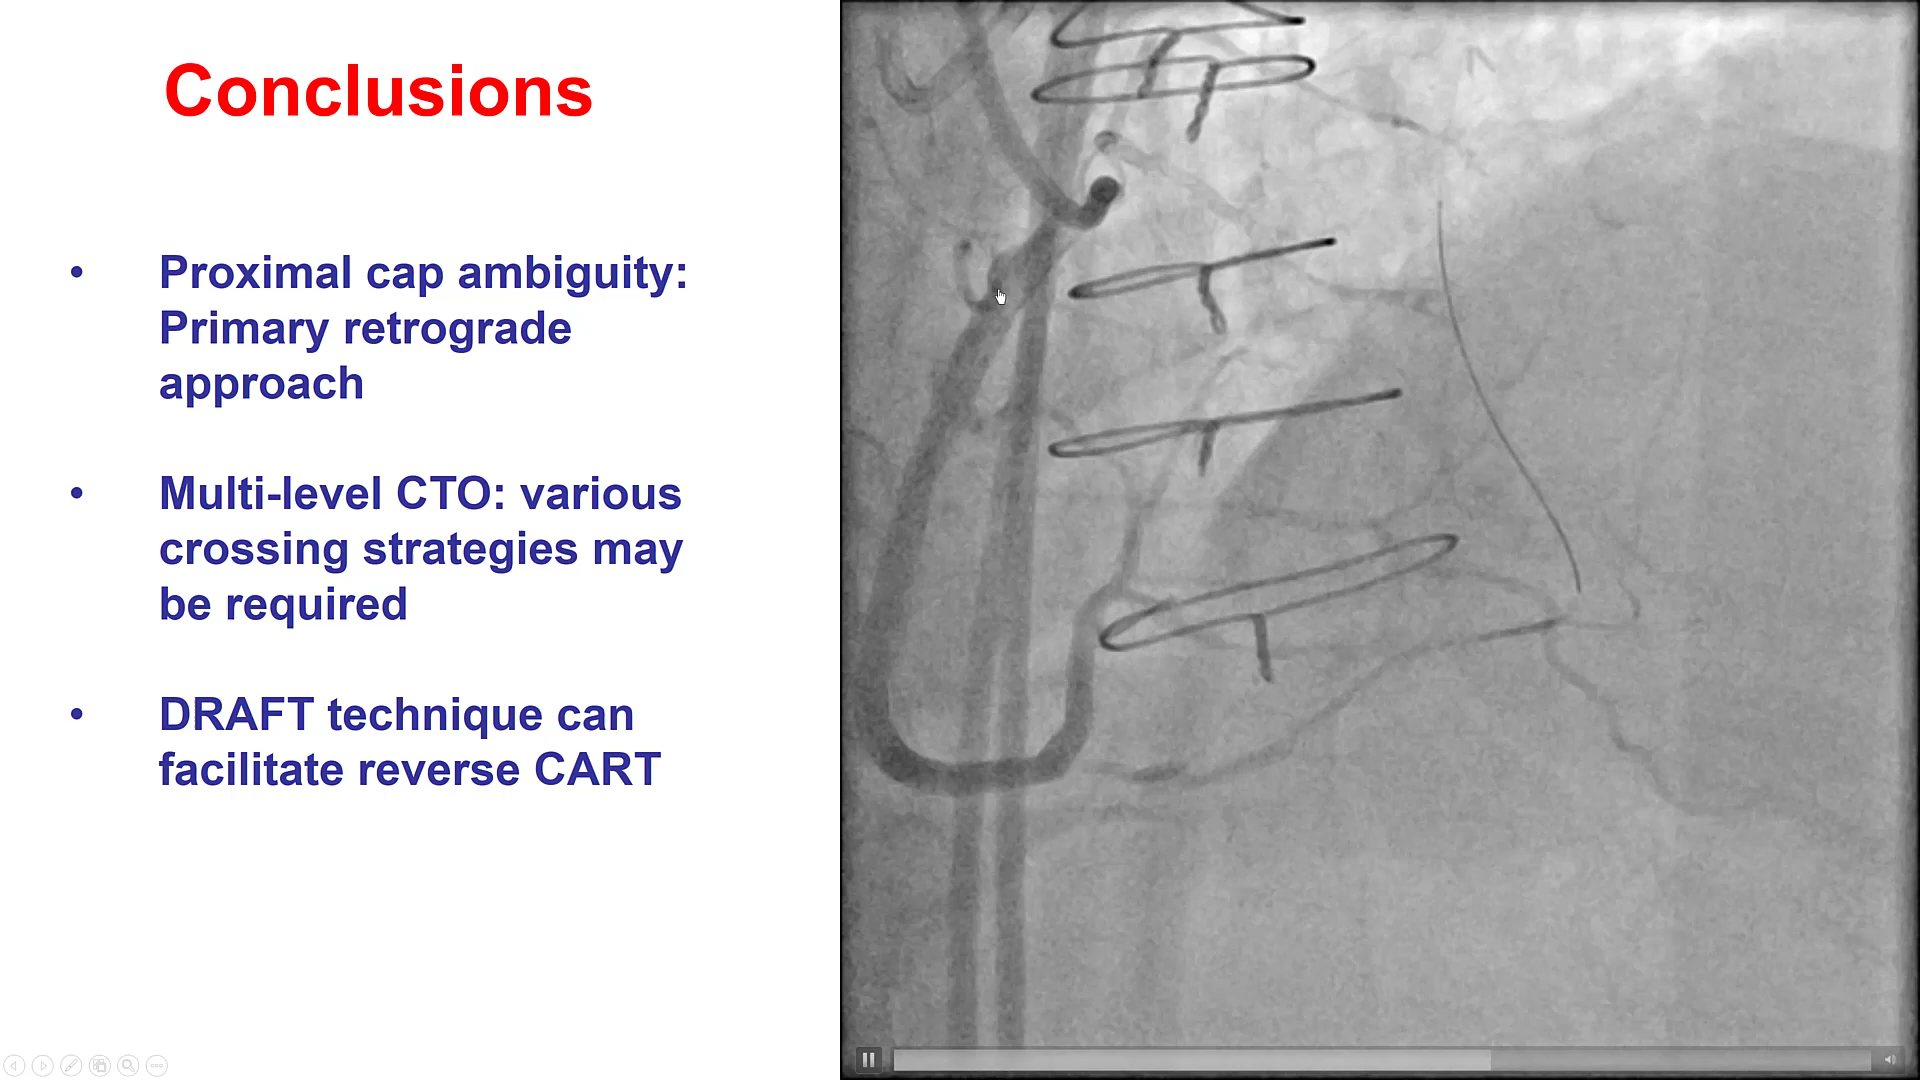 Conclusions
• Proximal cap ambiguity:
Primary retrograde
approach
• Multi-level CTO: various
crossing strategies may
be required
• DRAFT technique can
facilitate reverse CART